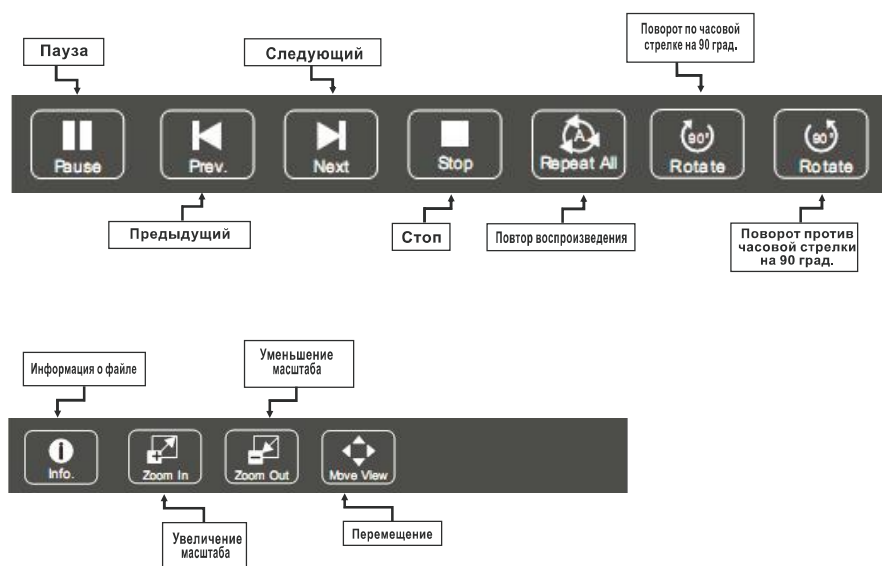 Пауза
Следующий
Поворот по часовой
стрелке на 90 град.
Pause
Prev.
Next
Stop
A
Repeat All
90°
Rotate
90°
Rotate
Предыдущий
Стоп
Повтор воспроизведения
Поворот против
часовой стрелки
на 90 град.
Информация о файле
Уменьшение
масштаба
Info.
Zoom In
Zoom Out
Move View
Увеличение
масштаба
Перемещение